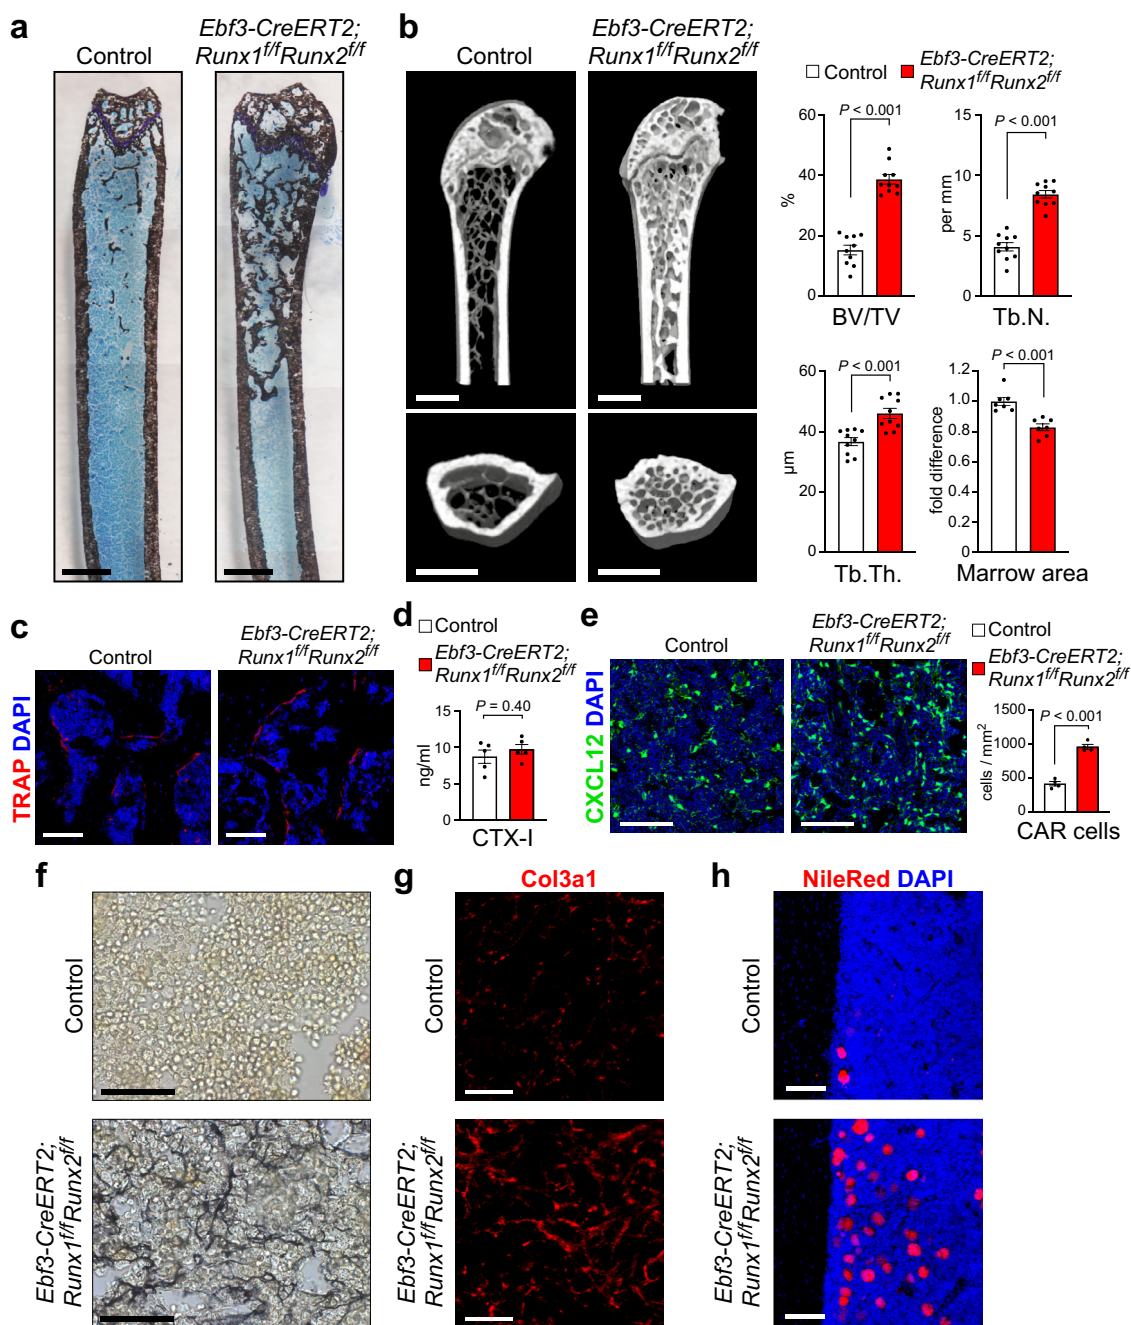 a
Control
Ebf3-CreERT2;
Runx1f/fRunx2f/f
b
Control
Ebf3-CreERT2;
Runx1f/fRunx2f/f
Control
Ebf3-CreERT2;
Runx1f/fRunx2f/f
P < 0.001
60
40
20
0
%
BV/TV
P < 0.001
15
10
5
0
per mm
Tb.N.
P < 0.001
60
40
20
0
µm
Tb.Th.
P < 0.001
1.2
1.0
0.8
0.6
0.4
0.2
0
fold difference
Marrow area
c
Control
Ebf3-CreERT2;
Runx1f/fRunx2f/f
TRAP DAPI
d
Control
Ebf3-CreERT2;
Runx1f/fRunx2f/f
P = 0.40
15
10
5
0
ng/ml
CTX-I
e
Control
Ebf3-CreERT2;
Runx1f/fRunx2f/f
CXCL12 DAPI
Control
Ebf3-CreERT2;
Runx1f/fRunx2f/f
1500
P < 0.001
1000
500
0
cells / mm2
CAR cells
f
Control
Ebf3-CreERT2;
Runx1f/fRunx2f/f
g
Col3a1
Control
Ebf3-CreERT2;
Runx1f/fRunx2f/f
h
NileRed DAPI
Control
Ebf3-CreERT2;
Runx1f/fRunx2f/f